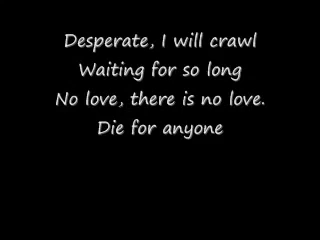 Desperate, I will crawl
Waiting for so long
No love, there is no love.
Die for anyone